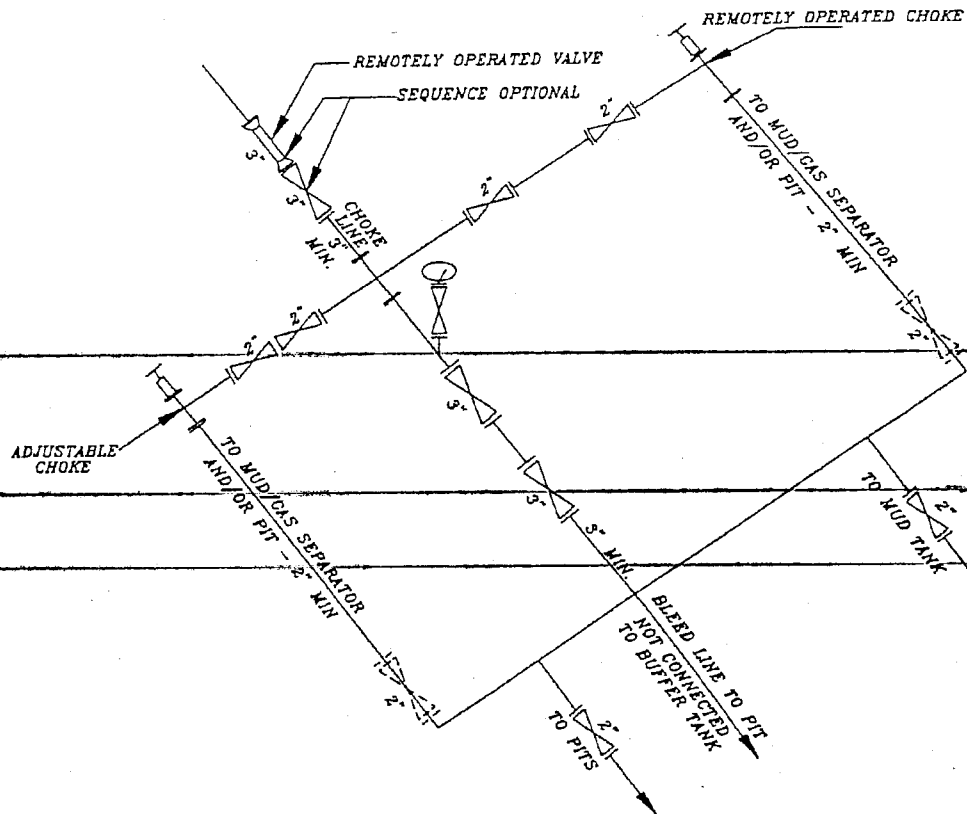 REMOTELY OPERATED CHOKE
REMOTELY OPERATED VALVE
SEQUENCE OPTIONAL
3"
3"
CHOKE
LINE
3"
MIN.
2"
2"
TO MUD/CAS SEPARATOR
AND/OR PIT - 2" MIN
2"
2"
2"
ADJUSTABLE
CHOKE
TO MUD/CAS SEPARATOR
AND/OR PIT - 2" MIN
2"
3"
3"
3" MIN.
BLEED LINE TO PIT
NOT CONNECTED
TO BUFFER TANK
2"
TO MUD TANK
2"
TO PITS